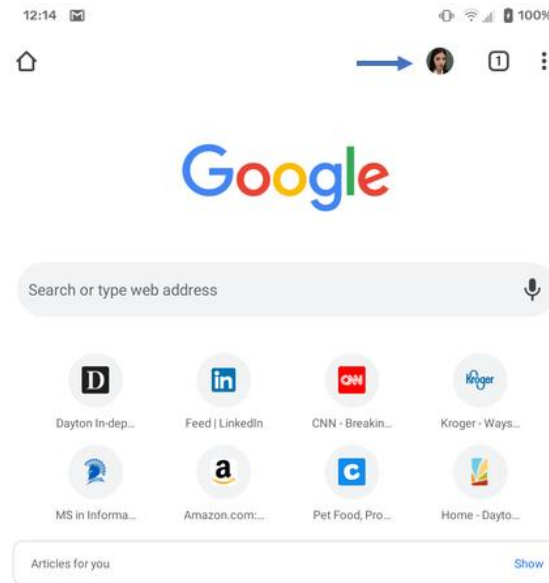 12:14 100%
1
Google
Search or type web address
D in CNN Kroger
Dayton In-dep... Feed | LinkedIn CNN - Breakin... Kroger - Ways...
a c
MS in Informa... Amazon.com:... Pet Food, Pro... Home - Dayto...
Articles for you Show